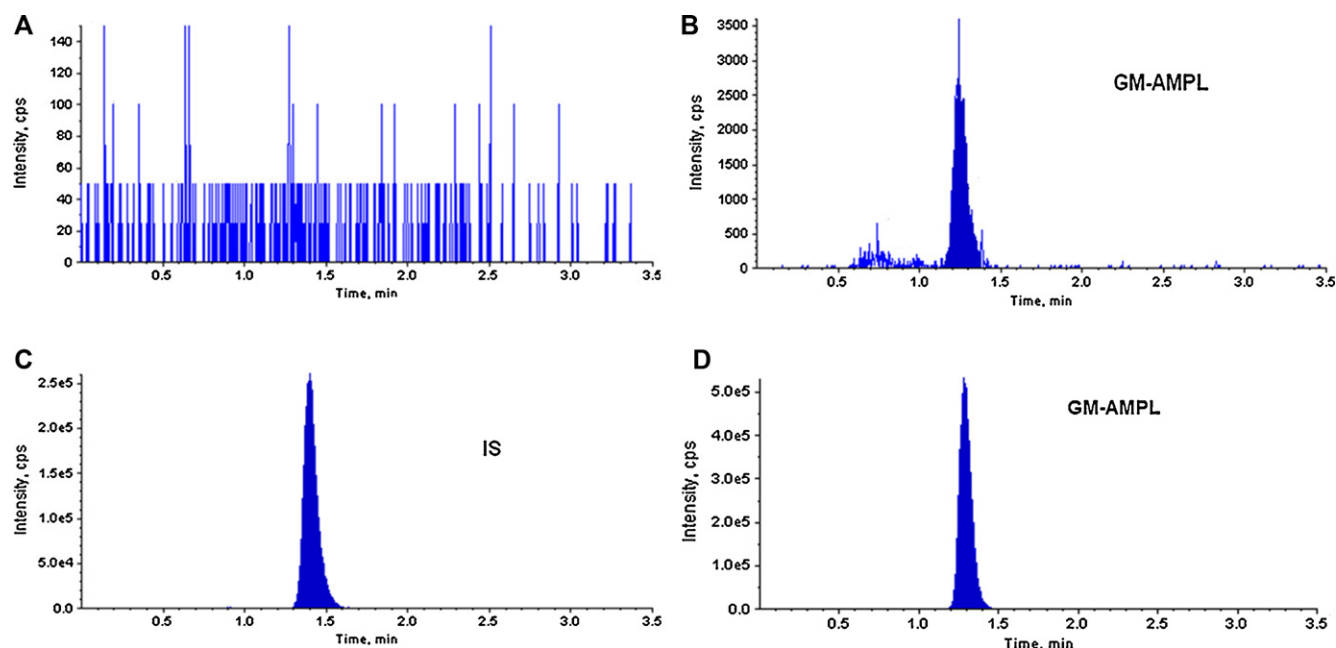 A
Intensity, cps
140
120
100
80
60
40
20
0
0.5 1.0 1.5 2.0 2.5 3.0 3.5
Time, min
B
Intensity, cps
3500
3000
2500
2000
1500
1000
500
0
GM-AMPL
0.5 1.0 1.5 2.0 2.5 3.0 3.5
Time, min
C
Intensity, cps
2.5e5
2.0e5
1.5e5
1.0e5
5.0e4
0.0
IS
0.5 1.0 1.5 2.0 2.5 3.0 3.5
Time, min
D
Intensity, cps
5.0e5
4.0e5
3.0e5
2.0e5
1.0e5
0.0
GM-AMPL
0.5 1.0 1.5 2.0 2.5 3.0 3.5
Time, min